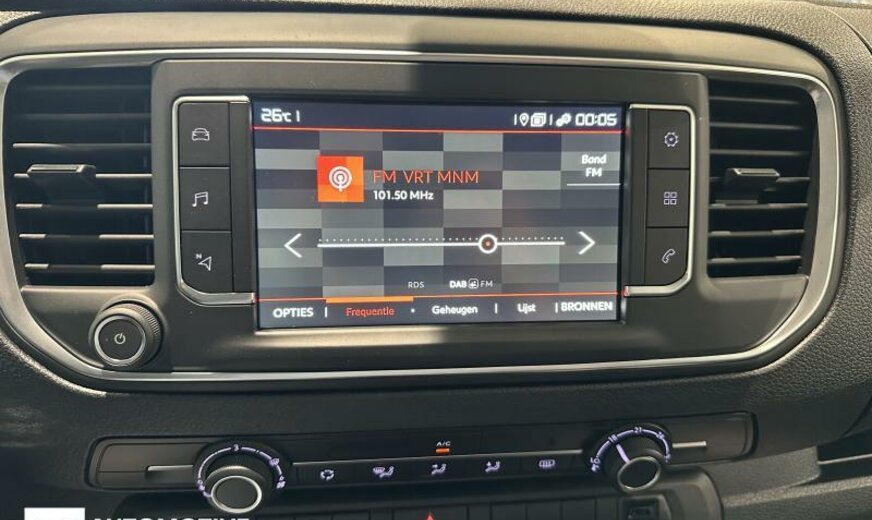 26°C 00:05
FM VRT MNM
101.50 MHz
Band
FM
RDS DAB FM
OPTIES Frequentie Geheugen Lijst BRONNEN
A/C
N